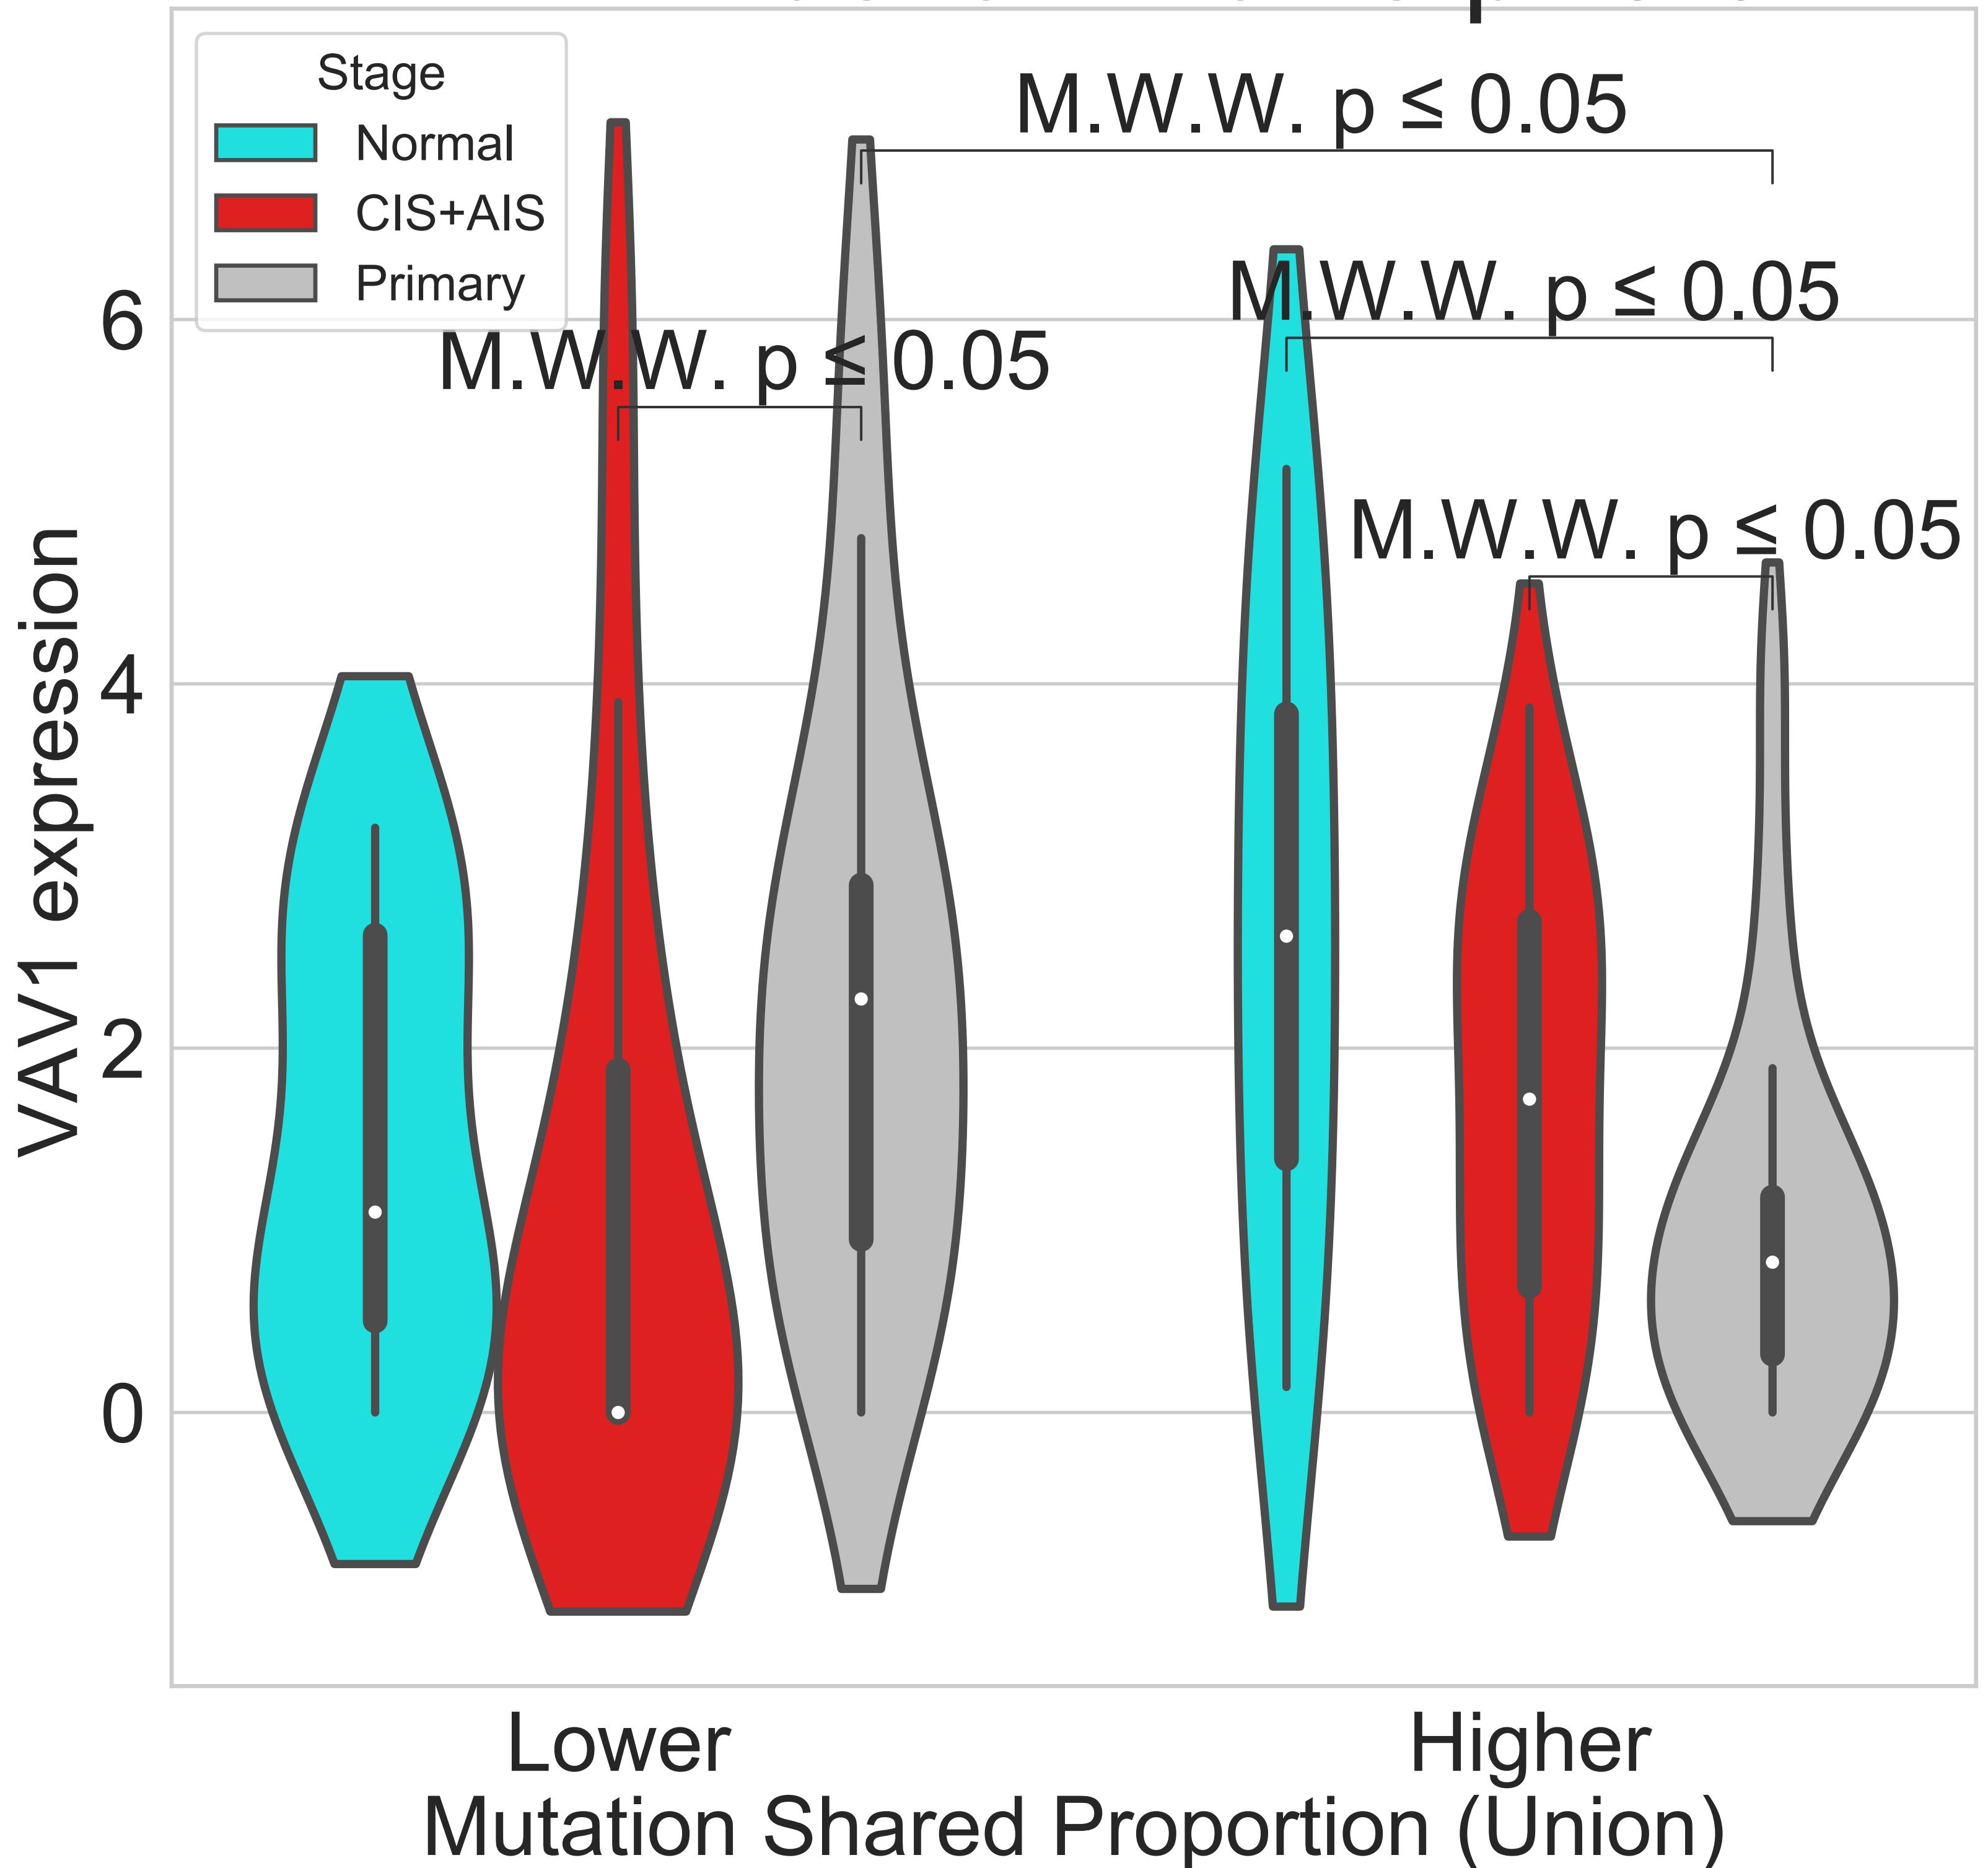 Stage
Normal
CIS+AIS
Primary
M.W.W. p ≤ 0.05
M.W.W. p ≤ 0.05
M.W.W. p ≤ 0.05
M.W.W. p ≤ 0.05
6
4
2
0
VAV1 expression
Lower
Higher
Mutation Shared Proportion (Union)